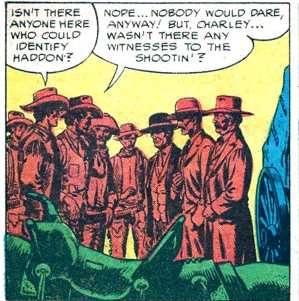 ISN'T THERE
ANYONE HERE
WHO COULD
IDENTIFY
HADDON?
NOPE...NOBODY WOULD DARE,
ANYWAY! BUT, CHARLEY...
WASN'T THERE ANY
WITNESSES TO THE
SHOOTIN'?